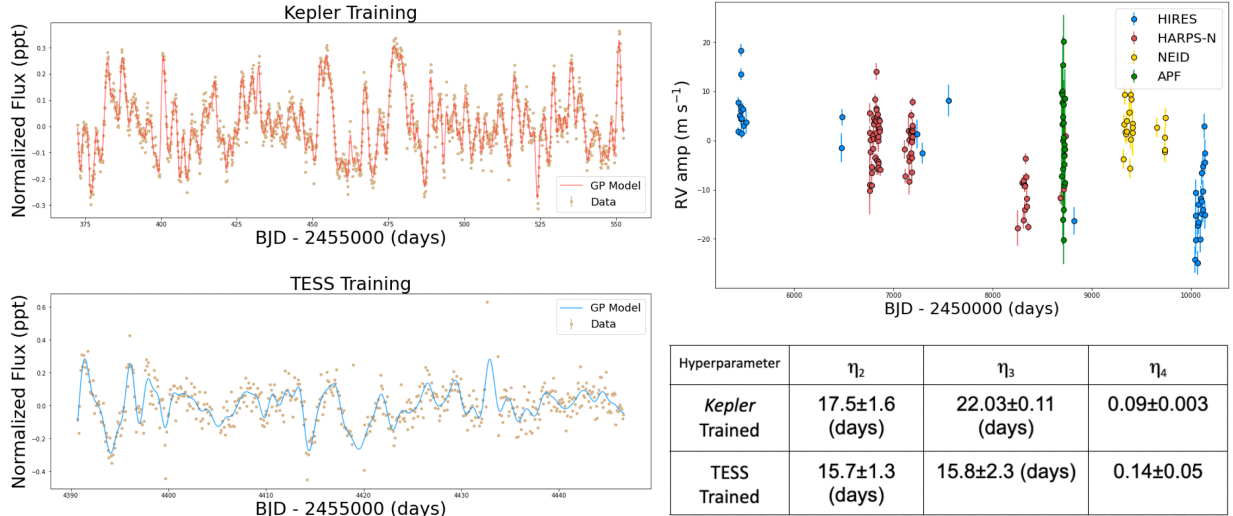 Kepler Training
Normalized Flux (ppt)
0.3
0.2
0.1
0.0
-0.1
-0.2
-0.3
GP Model
Data
375
400
425
450
475
500
525
550
BJD - 2455000 (days)
TESS Training
Normalized Flux (ppt)
0.6
0.4
0.2
0.0
-0.2
-0.4
GP Model
Data
4390
4400
4410
4420
4430
4440
BJD - 2455000 (days)
RV amp (m s⁻¹)
20
10
0
-10
-20
HIRES
HARPS-N
NEID
APF
6000
7000
8000
9000
10000
BJD - 2450000 (days)
Hyperparameter η₂ η₃ η₄
Kepler 17.5±1.6 22.03±0.11 0.09±0.003
Trained (days) (days)
TESS 15.7±1.3 15.8±2.3 (days) 0.14±0.05
Trained (days)